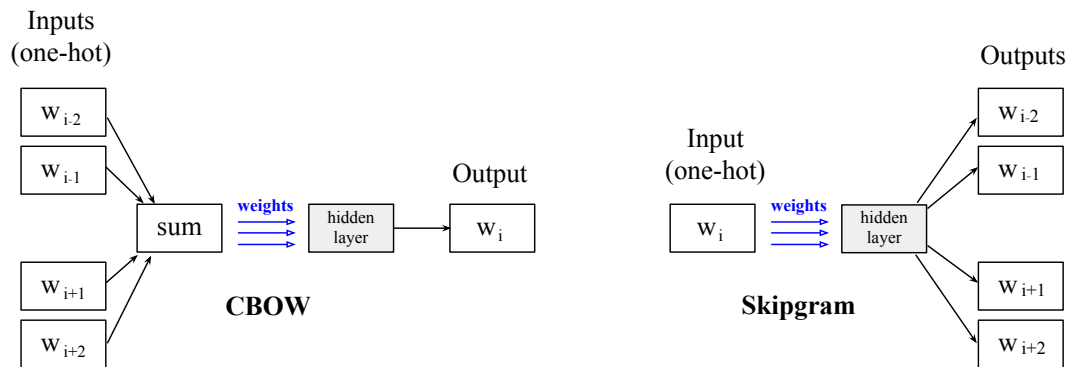 Inputs
(one-hot)
w i-2
w i-1
sum
w i+1
w i+2
weights
hidden
layer
Output
w i
CBOW
Input
(one-hot)
w i
weights
hidden
layer
Outputs
w i-2
w i-1
w i+1
w i+2
Skipgram